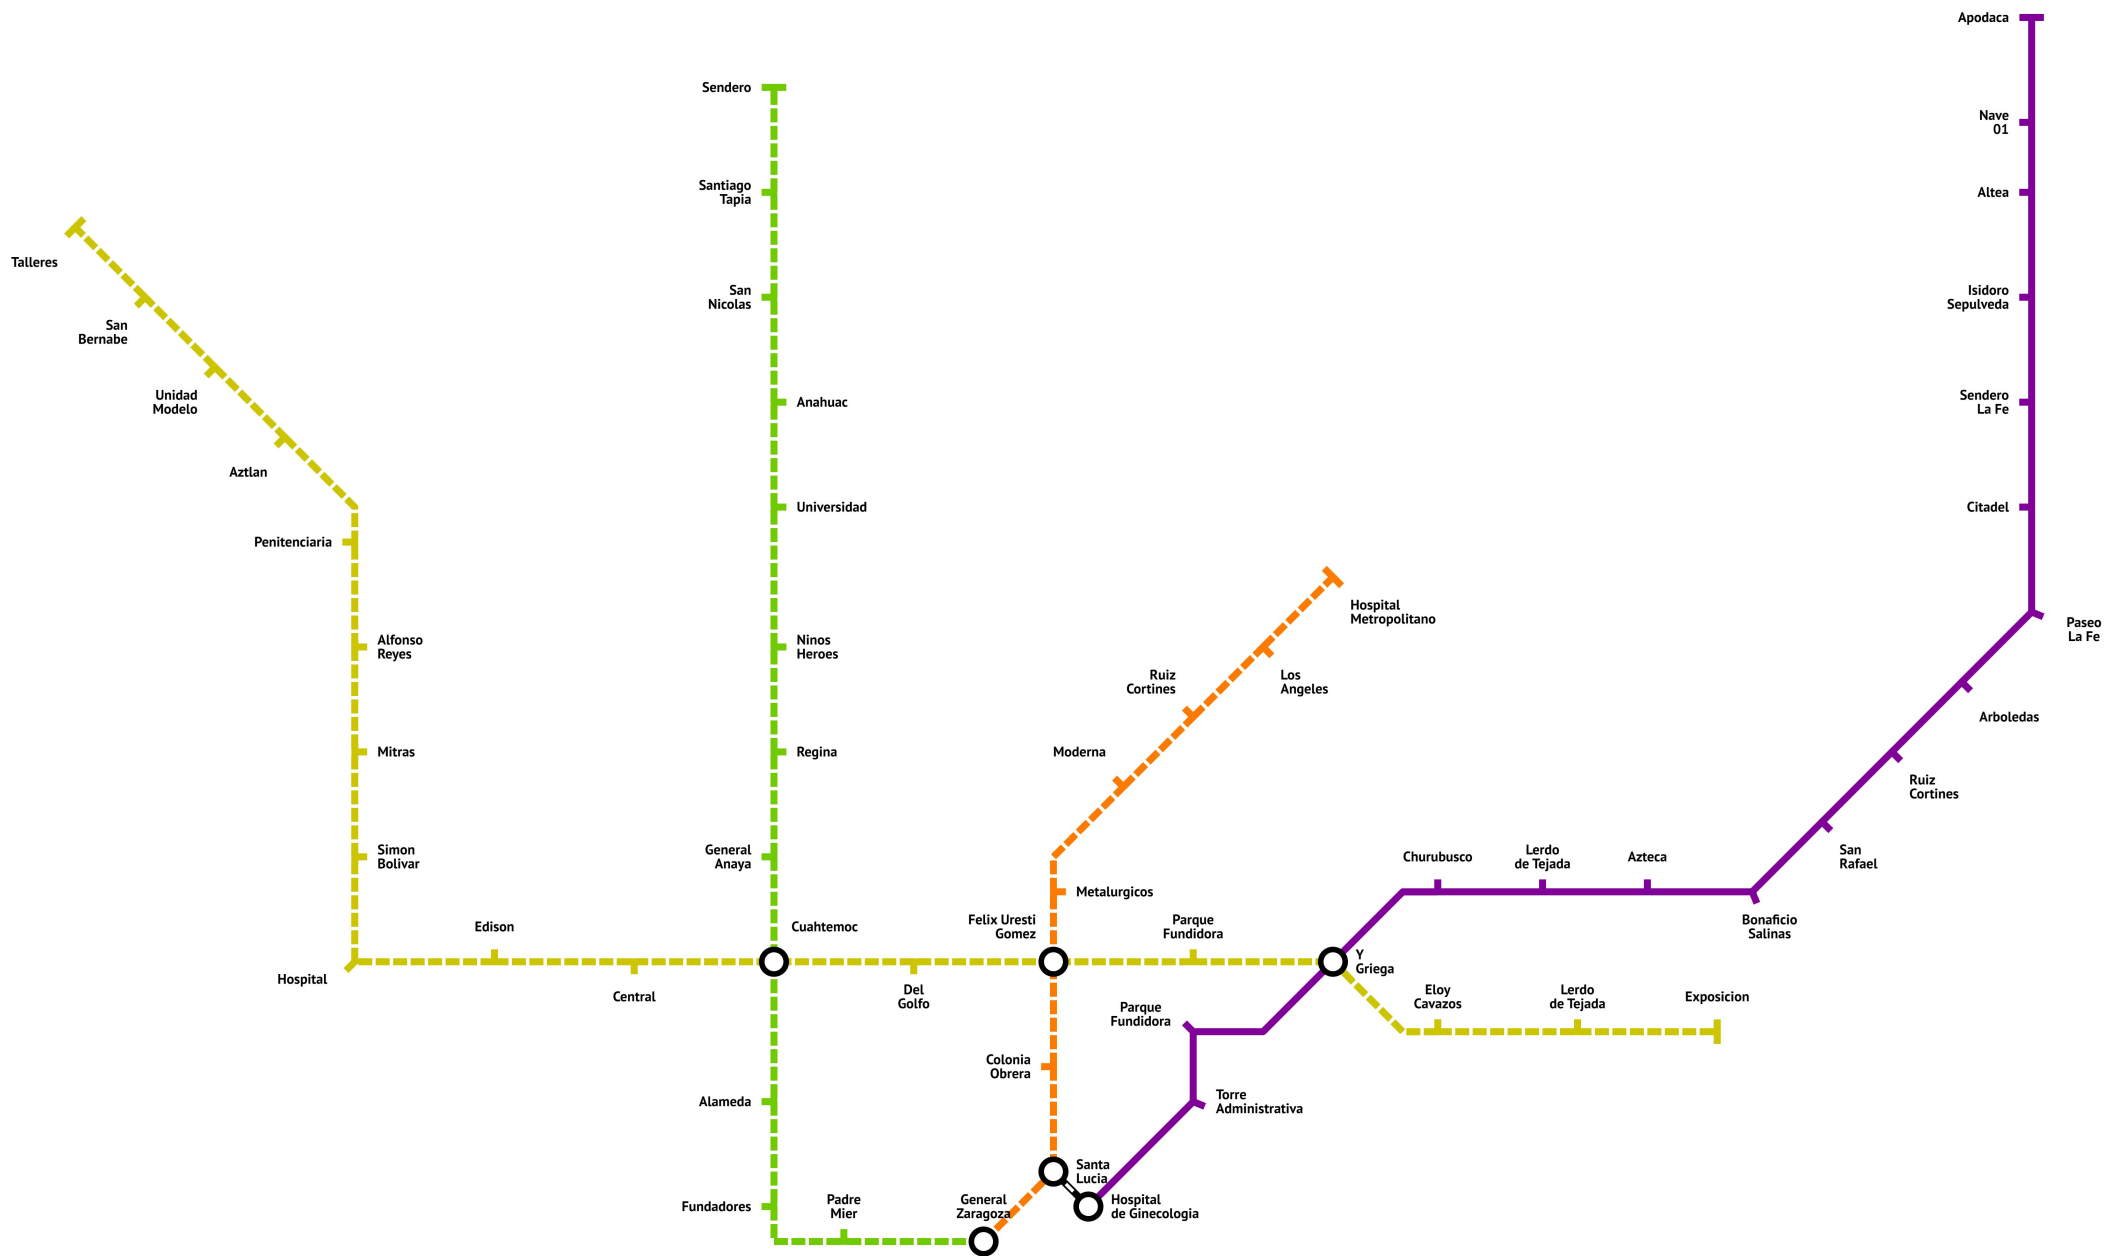 Apodaca
Sendero
Nave
01
Santiago
Tapia
Altea
Talleres
San
Nicolas
Isidoro
Sepulveda
San
Bernabe
Unidad
Modelo
Anahuac
Sendero
La Fe
Aztlan
Universidad
Citadel
Penitenciaria
Hospital
Metropolitano
Paseo
La Fe
Alfonso
Reyes
Ninos
Heroes
Ruiz
Cortines
Los
Angeles
Arboledas
Mitras
Regina
Moderna
Ruiz
Cortines
Simon
Bolivar
General
Anaya
Churubusco
Lerdo
de Tejada
Azteca
San
Rafael
Metalurgicos
Edison
Cuahtemoc
Felix Uresti
Gomez
Parque
Fundidora
Bonaficio
Salinas
Y
Griega
Hospital
Central
Del
Golfo
Eloy
Cavazos
Lerdo
de Tejada
Exposicion
Parque
Fundidora
Colonia
Obrera
Alameda
Torre
Administrativa
Santa
Lucia
Fundadores
Padre
Mier
General
Zaragoza
Hospital
de Ginecologia